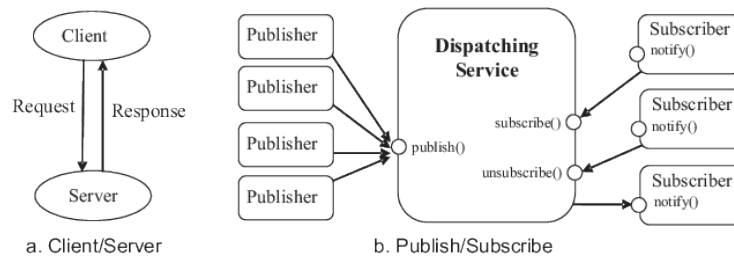 Client
Request
Response
Server
a. Client/Server
Publisher
Publisher
Publisher
Publisher
Dispatching
Service
publish()
subscribe()
unsubscribe()
Subscriber
notify()
Subscriber
notify()
Subscriber
notify()
b. Publish/Subscribe